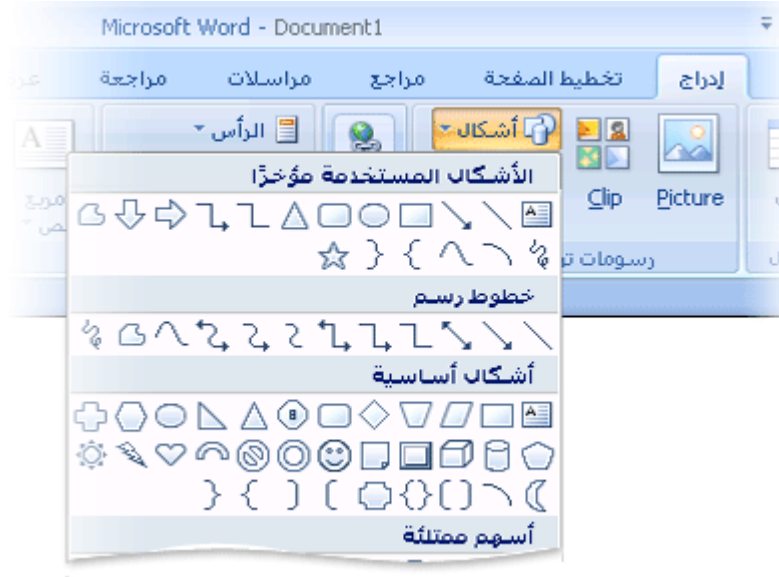 Microsoft Word - Document1
إدراج تخطيط الصفحة مراجع مراسلات مراجعة
أشكال الرأس
Picture Clip
الأشكال المستخدمة مؤخرًا
خطوط رسم
أشكال أساسية
أسهم ممتلئة